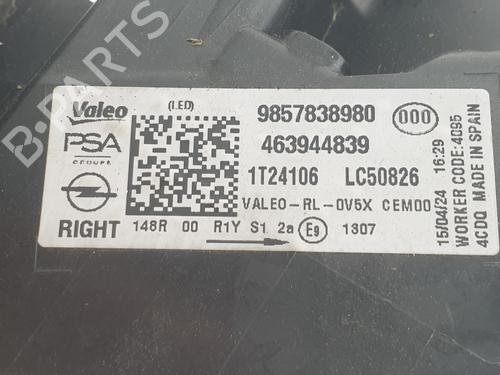 Valeo
(LED)
9857838980
000
PSA
GROUPE
463944839
1T24106 LC50826
VALEO-RL-0V5X CEM00
RIGHT
148R 00 R1Y S1 2a E9 1307
15/04/24 16:29
WORKER CODE:4095
4CDQ MADE IN SPAIN
B-PARTS